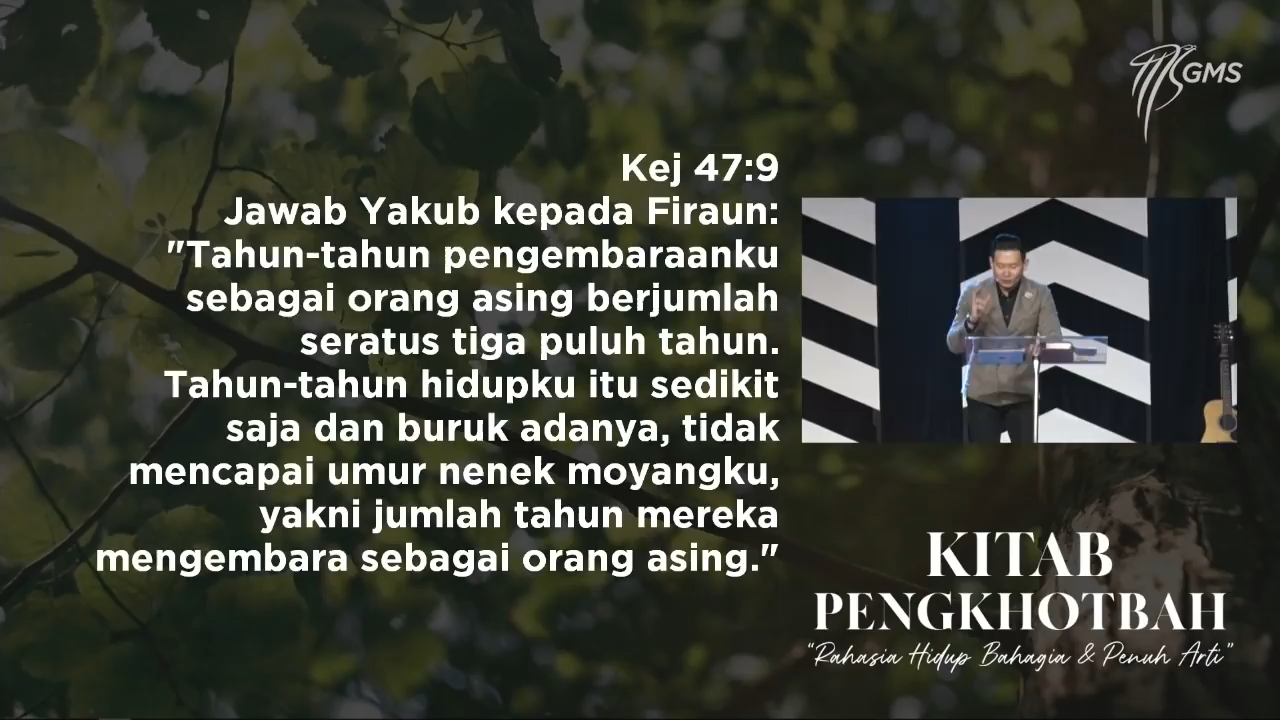 GMS
Kej 47:9
Jawab Yakub kepada Firaun:
"Tahun-tahun pengembaraanku
sebagai orang asing berjumlah
seratus tiga puluh tahun.
Tahun-tahun hidupku itu sedikit
saja dan buruk adanya, tidak
mencapai umur nenek moyangku,
yakni jumlah tahun mereka
mengembara sebagai orang asing."
KITAB
PENGKHOTBAH
"Rahasia Hidup Bahagia & Penuh Arti"